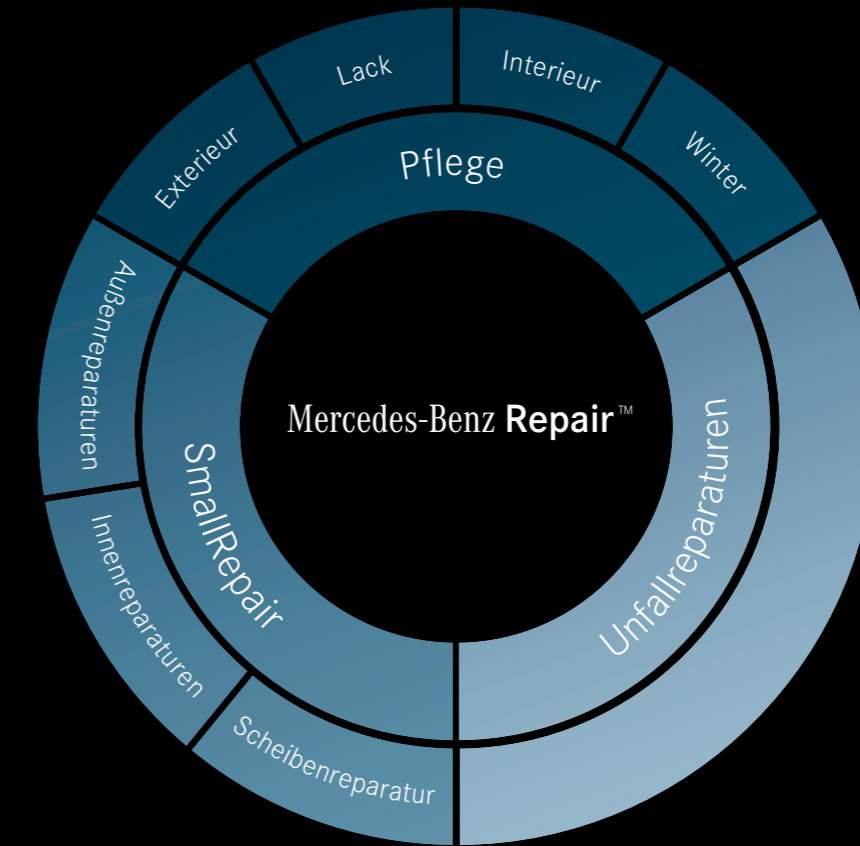 Exterieur
Lack
Interieur
Winter
Pflege
Außenreparaturen
Innenreparaturen
Scheibenreparatur
SmallRepair
Unfallreparaturen
Mercedes-Benz Repair™